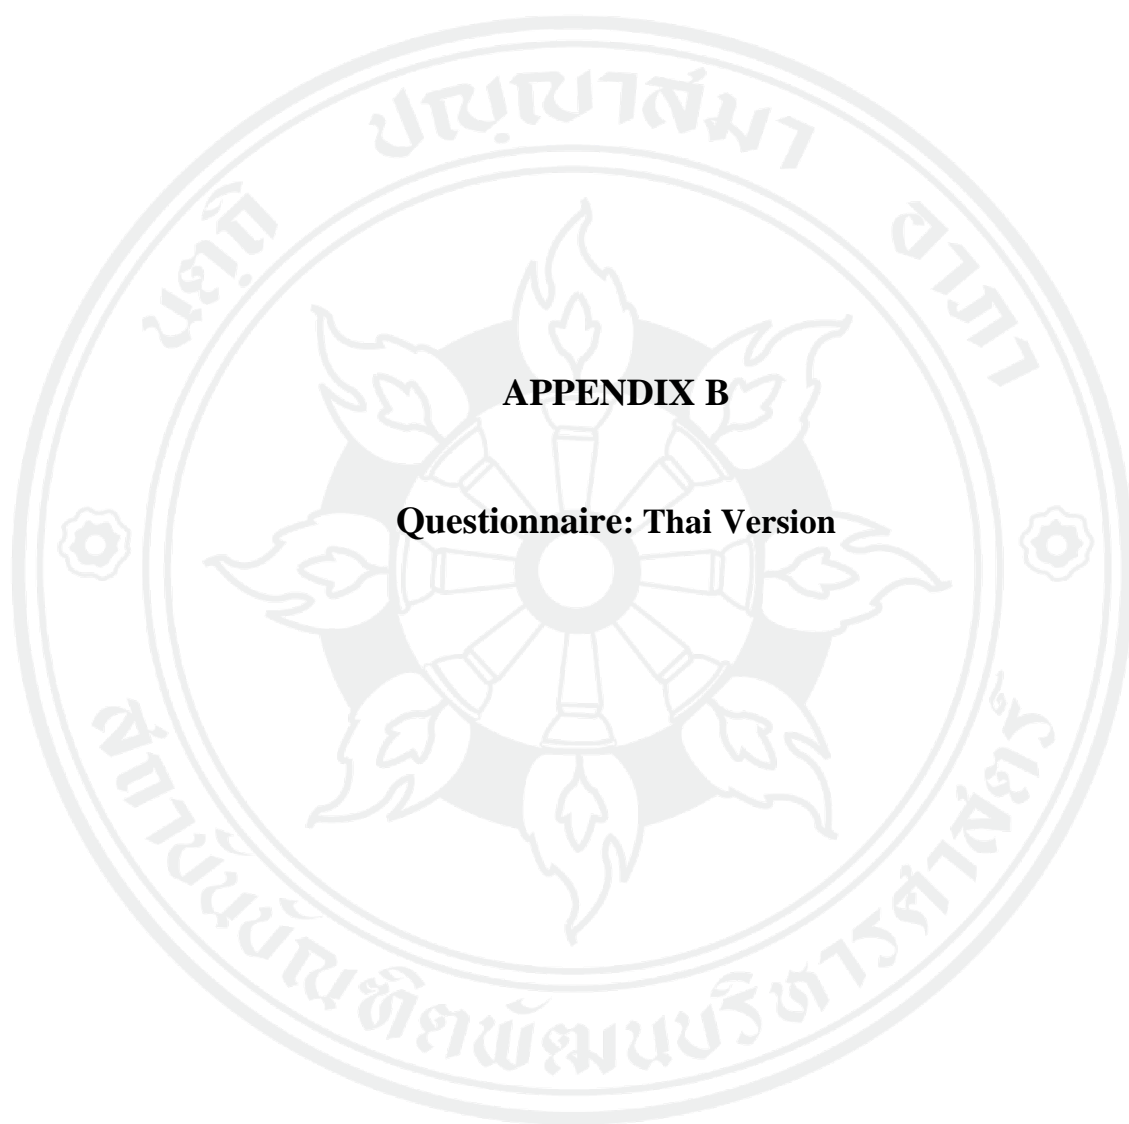 นตฺถิ ปญฺญาสมา อาภา
APPENDIX B
Questionnaire: Thai Version
สถาบันบัณฑิตพัฒนบริหารศาสตร์